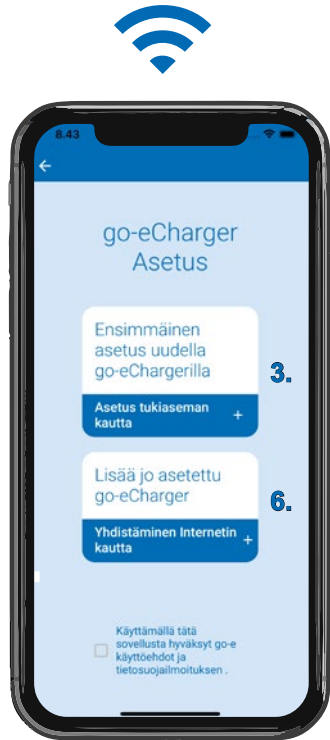 8.43
go-eCharger
Asetus
Ensimmäinen
asetus uudella
go-eChargerilla
3.
Asetus tukiaseman
kautta
+
Lisää jo asetettu
go-eCharger
6.
Yhdistäminen Internetin
kautta
+
Käyttämällä tätä
sovellusta hyväksyt go-e
käyttöehdot ja
tietosuojailmoituksen .